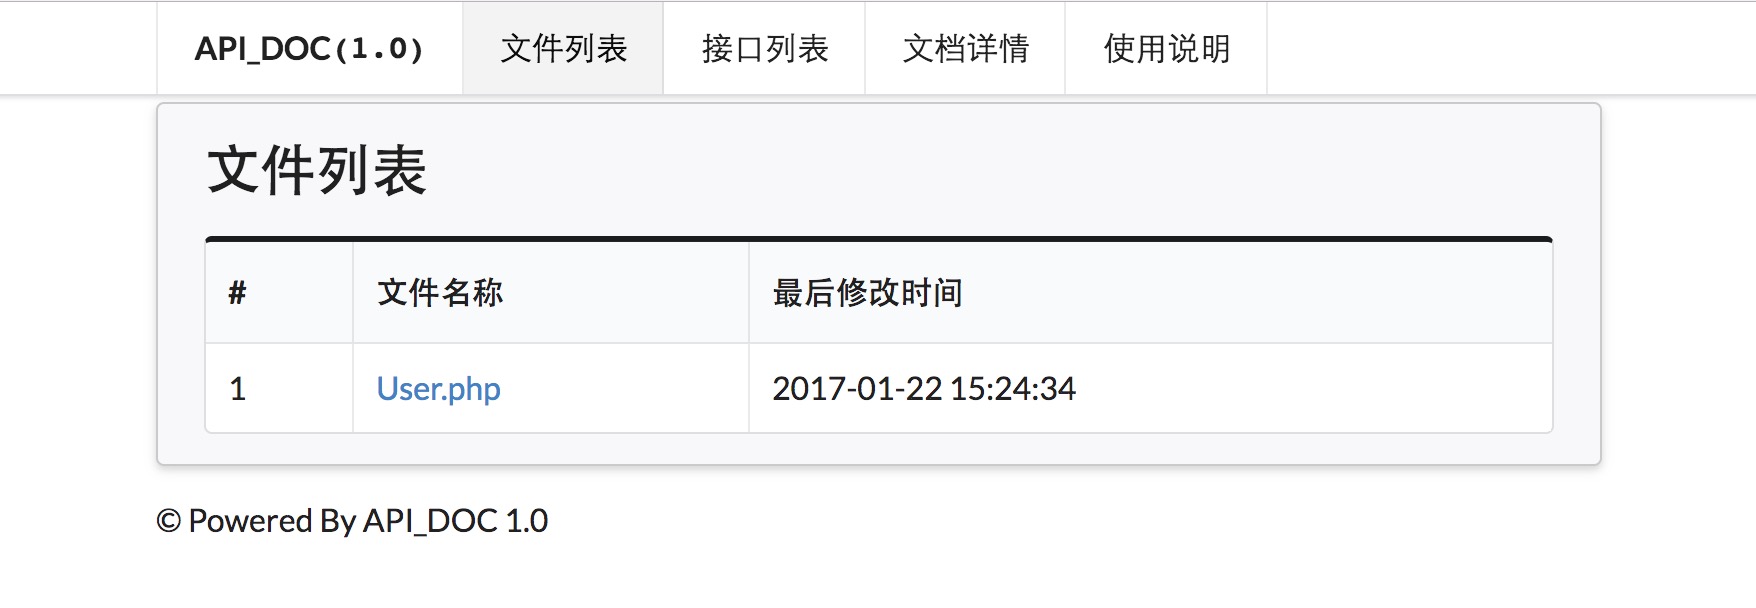 API_DOC(1.0) 文件列表 接口列表 文档详情 使用说明
文件列表
# 文件名称 最后修改时间
1 User.php 2017-01-22 15:24:34
© Powered By API_DOC 1.0